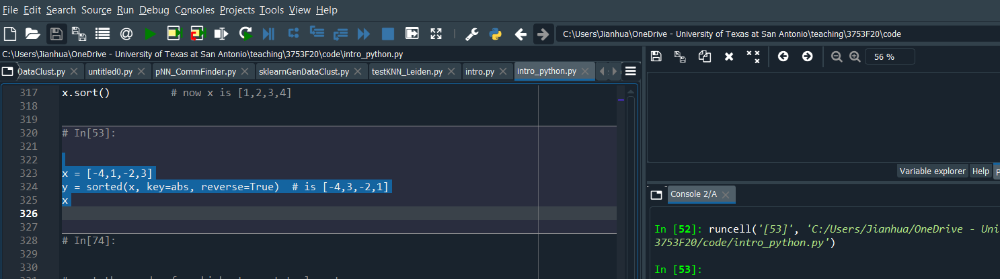 File Edit Search Source Run Debug Consoles Projects Tools View Help
C:\Users\Jianhua\OneDrive - University of Texas at San Antonio\teaching\3753F20\code
C:\Users\Jianhua\OneDrive - University of Texas at San Antonio\teaching\3753F20\code\intro_python.py
DataClust.py untitled0.py pNN_CommFinder.py sklearnGenDataClust.py testKNN_Leiden.py intro.py intro_python.py
56 %
317 x.sort() # now x is [1,2,3,4]
318
319
320 # In[53]:
321
322
323 x = [-4,1,-2,3]
324 y = sorted(x, key=abs, reverse=True) # is [-4,3,-2,1]
325 x
326
327
328 # In[74]:
329
330
Variable explorer Help
Console 2/A
In [52]: runcell('[53]', 'C:/Users/Jianhua/OneDrive - Uni
3753F20/code/intro_python.py')
In [53]: